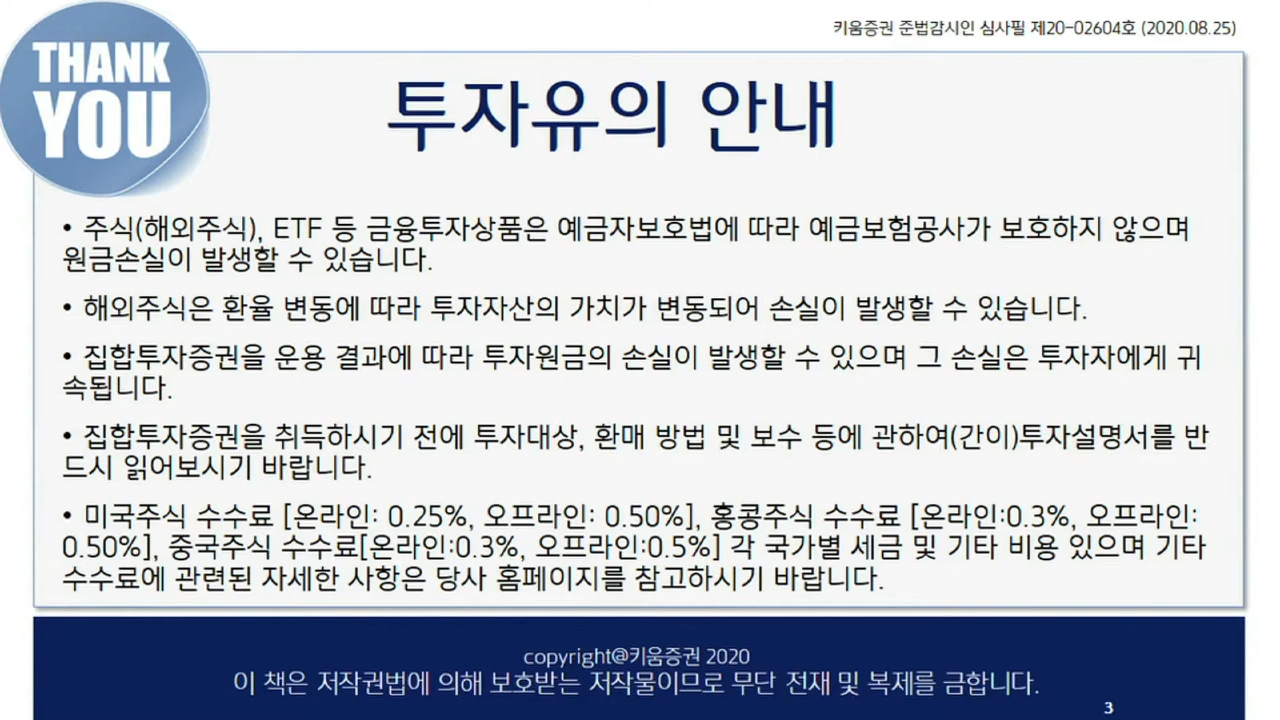 키움증권 준법감시인 심사필 제20-02604호 (2020.08.25)
THANK
YOU
투자유의 안내
• 주식(해외주식), ETF 등 금융투자상품은 예금자보호법에 따라 예금보험공사가 보호하지 않으며
원금손실이 발생할 수 있습니다.
• 해외주식은 환율 변동에 따라 투자자산의 가치가 변동되어 손실이 발생할 수 있습니다.
• 집합투자증권을 운용 결과에 따라 투자원금의 손실이 발생할 수 있으며 그 손실은 투자자에게 귀
속됩니다.
• 집합투자증권을 취득하시기 전에 투자대상, 환매 방법 및 보수 등에 관하여(간이)투자설명서를 반
드시 읽어보시기 바랍니다.
• 미국주식 수수료 [온라인: 0.25%, 오프라인: 0.50%], 홍콩주식 수수료 [온라인:0.3%, 오프라인:
0.50%], 중국주식 수수료[온라인:0.3%, 오프라인:0.5%] 각 국가별 세금 및 기타 비용 있으며 기타
수수료에 관련된 자세한 사항은 당사 홈페이지를 참고하시기 바랍니다.
copyright@키움증권 2020
이 책은 저작권법에 의해 보호받는 저작물이므로 무단 전재 및 복제를 금합니다.
3